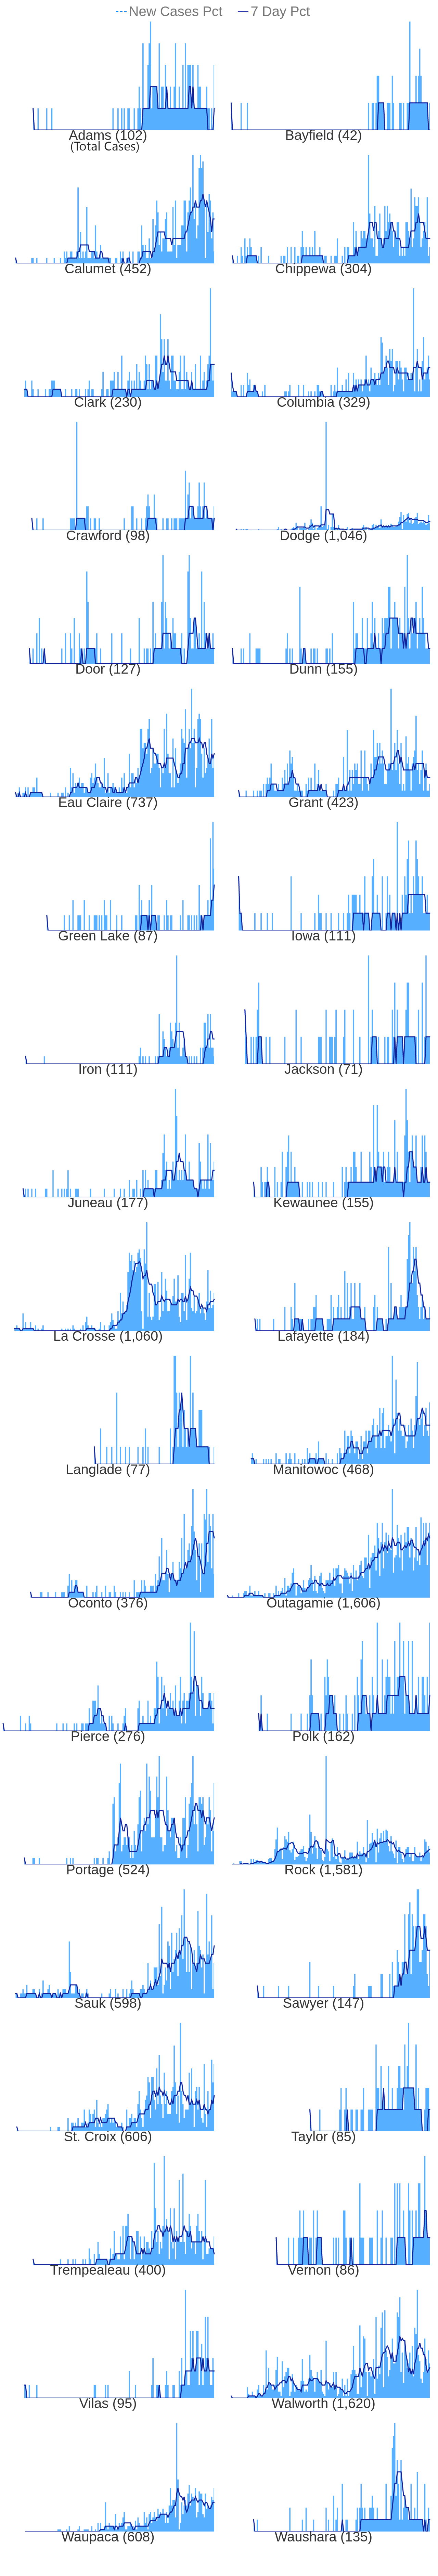 New Cases Pct 7 Day Pct
Adams (102) Bayfield (42)
(Total Cases)
Calumet (452) Chippewa (304)
Clark (230) Columbia (329)
Crawford (98) Dodge (1,046)
Door (127) Dunn (155)
Eau Claire (737) Grant (423)
Green Lake (87) Iowa (111)
Iron (111) Jackson (71)
Juneau (177) Kewaunee (155)
La Crosse (1,060) Lafayette (184)
Langlade (77) Manitowoc (468)
Oconto (376) Outagamie (1,606)
Pierce (276) Polk (162)
Portage (524) Rock (1,581)
Sauk (598) Sawyer (147)
St. Croix (606) Taylor (85)
Trempealeau (400) Vernon (86)
Vilas (95) Walworth (1,620)
Waupaca (608) Waushara (135)